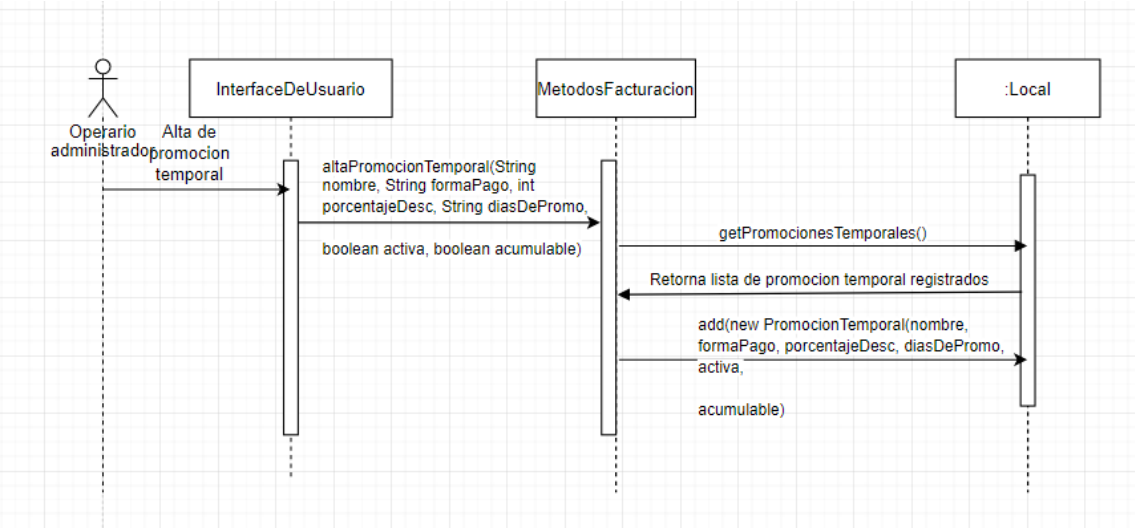 InterfaceDeUsuario
MetodosFacturacion
:Local
Operario
administrador
Alta de
promocion
temporal
altaPromocionTemporal(String
nombre, String formaPago, int
porcentajeDesc, String diasDePromo,
boolean activa, boolean acumulable)
getPromocionesTemporales()
Retorna lista de promocion temporal registrados
add(new PromocionTemporal(nombre,
formaPago, porcentajeDesc, diasDePromo,
activa,
acumulable)